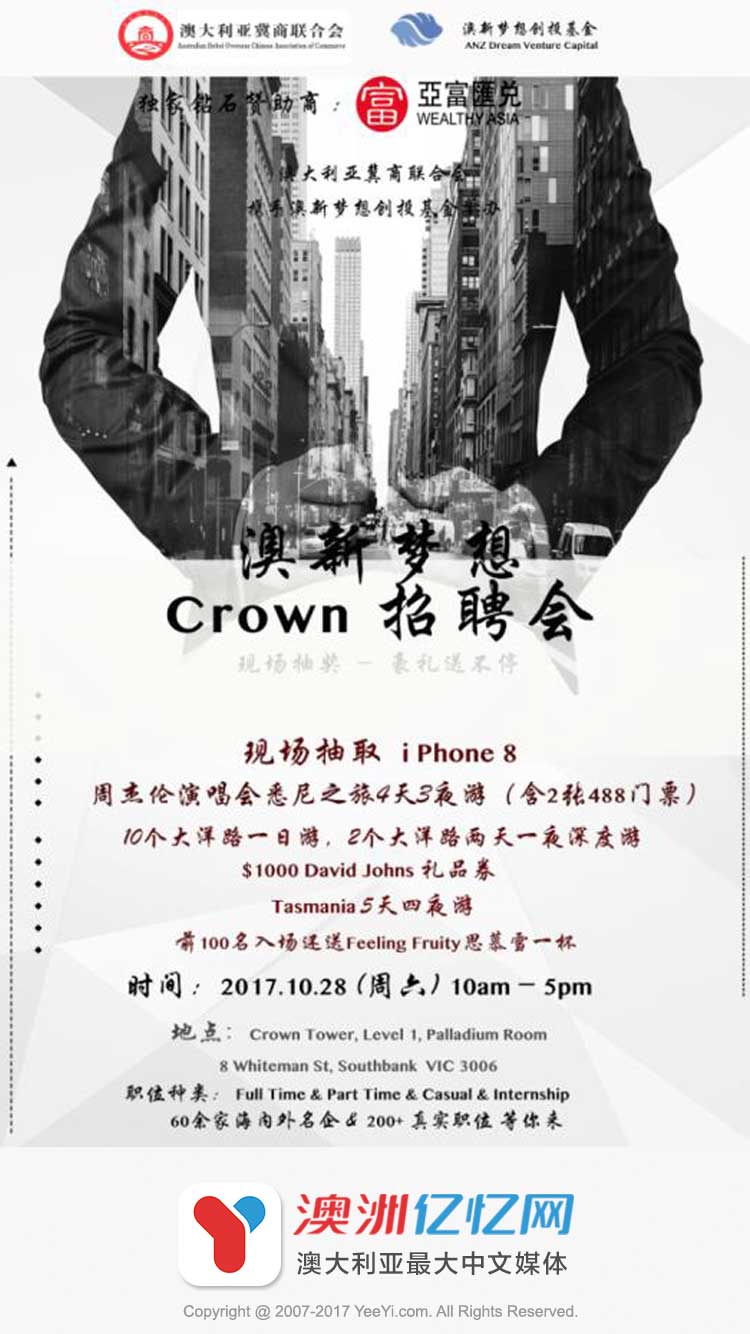 澳大利亚冀商联合会
Australian Hebei Overseas Chinese Association of Commerce
澳新梦想创投基金
ANZ Dream Venture Capital
独家钻石赞助商：
富
亞富匯兑
WEALTHY ASIA
澳大利亚冀商联合会
携手澳新梦想创投基金举办
澳新梦想
Crown 招聘会
现场抽奖 － 豪礼送不停
现场抽取 iPhone 8
周杰伦演唱会悉尼之旅4天3夜游（含2张488门票）
10个大洋路一日游，2个大洋路两天一夜深度游
$1000 David Johns 礼品券
Tasmania 5天四夜游
前100名入场还送Feeling Fruity思慕雪一杯
时间：2017.10.28（周六）10am － 5pm
地点：Crown Tower, Level 1, Palladium Room
8 Whiteman St, Southbank VIC 3006
职位种类：Full Time & Part Time & Casual & Internship
60余家海内外名企 & 200+ 真实职位 等你来
澳洲亿忆网
澳大利亚最大中文媒体
Copyright @ 2007-2017 YeeYi.com. All Rights Reserved.